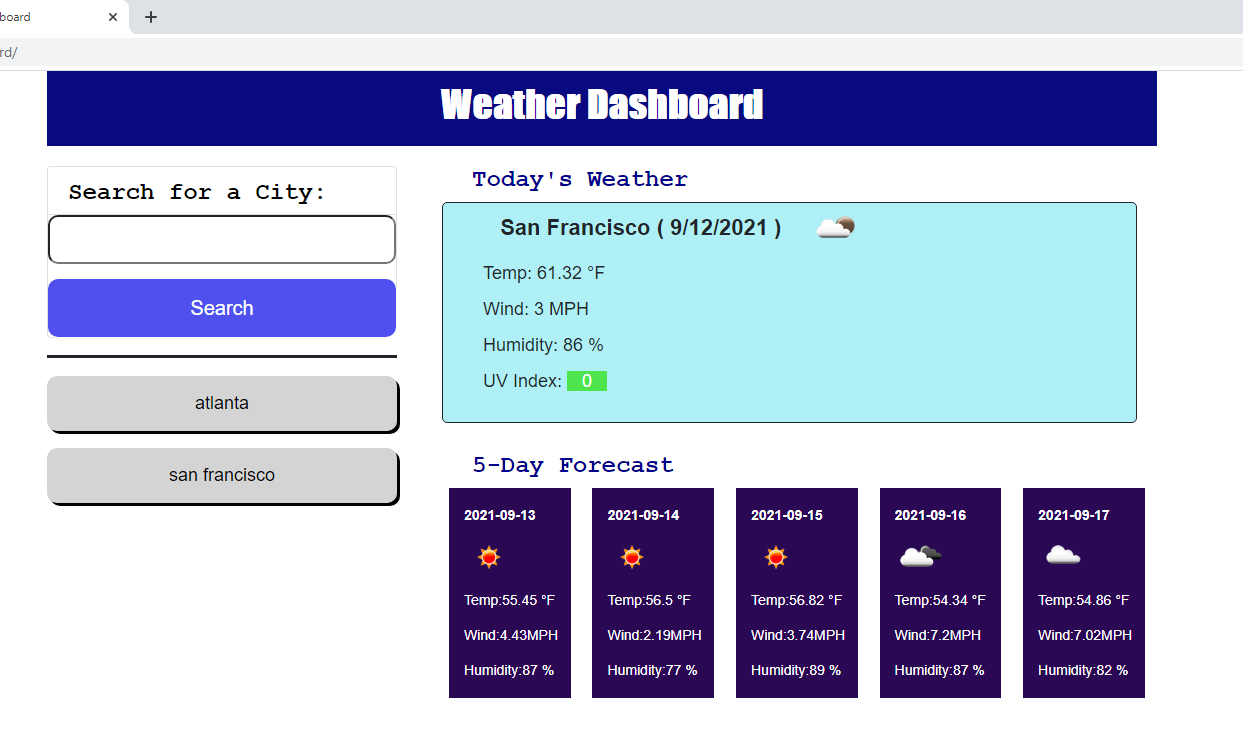 board
rd/
Weather Dashboard
Search for a City:
Search
atlanta
san francisco
Today's Weather
San Francisco ( 9/12/2021 )
Temp: 61.32 °F
Wind: 3 MPH
Humidity: 86 %
UV Index: 0
5-Day Forecast
2021-09-13
Temp:55.45 °F
Wind:4.43MPH
Humidity:87 %
2021-09-14
Temp:56.5 °F
Wind:2.19MPH
Humidity:77 %
2021-09-15
Temp:56.82 °F
Wind:3.74MPH
Humidity:89 %
2021-09-16
Temp:54.34 °F
Wind:7.2MPH
Humidity:87 %
2021-09-17
Temp:54.86 °F
Wind:7.02MPH
Humidity:82 %